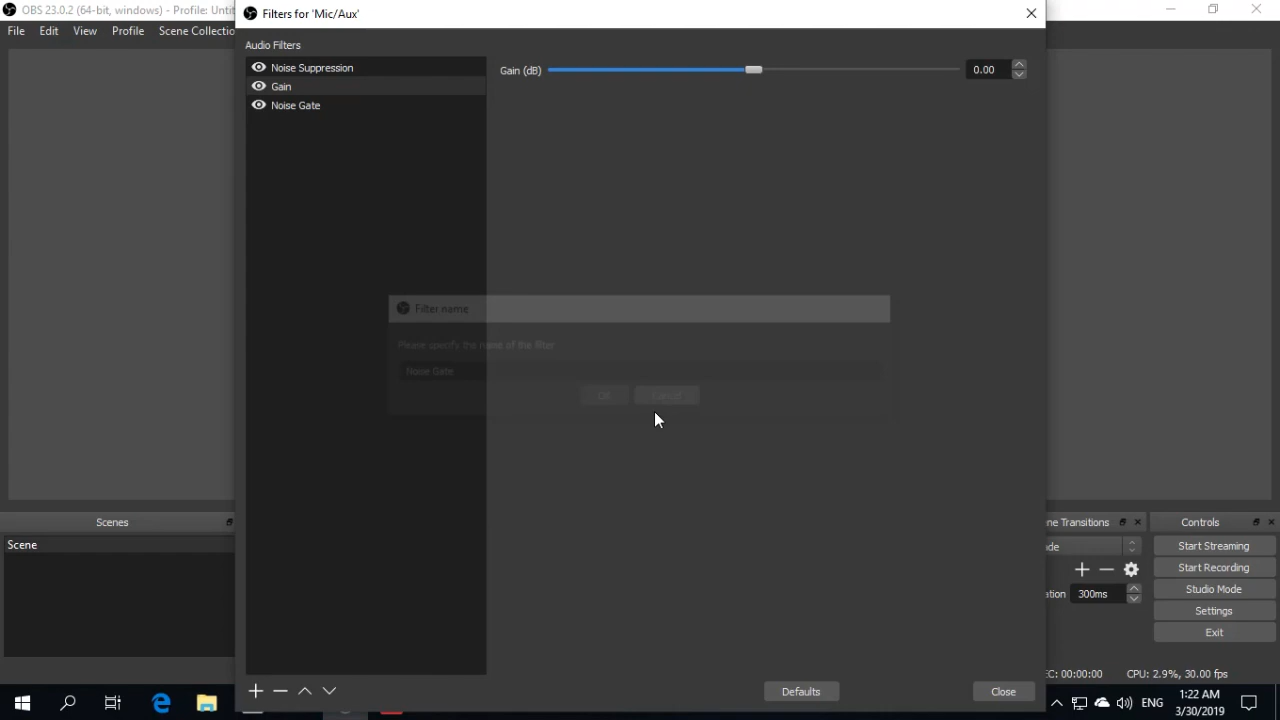 OBS 23.0.2 (64-bit, windows) - Profile: Unti
Filters for 'Mic/Aux'
File Edit View Profile Scene Collectio
Audio Filters
Noise Suppression
Gain
Noise Gate
Gain (dB)
0.00
Filter name
Please specify the name of the filter
Noise Gate
OK
Cancel
Scenes
Scene
ne Transitions
de
ation
300ms
Controls
Start Streaming
Start Recording
Studio Mode
Settings
Exit
Defaults
Close
EC: 00:00:00
CPU: 2.9%, 30.00 fps
ENG
1:22 AM
3/30/2019